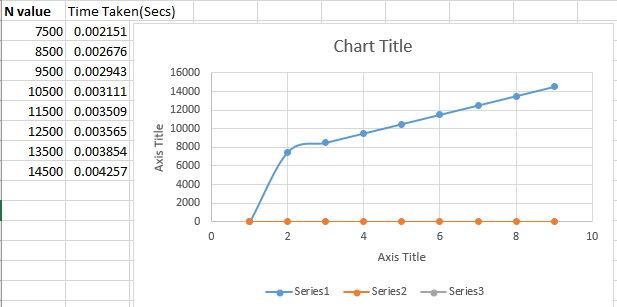 N value Time Taken(Secs)
7500 0.002151
8500 0.002676
9500 0.002943
10500 0.003111
11500 0.003509
12500 0.003565
13500 0.003854
14500 0.004257
Chart Title
Axis Title
16000
14000
12000
10000
8000
6000
4000
2000
0
0 2 4 6 8 10
Axis Title
Series1 Series2 Series3